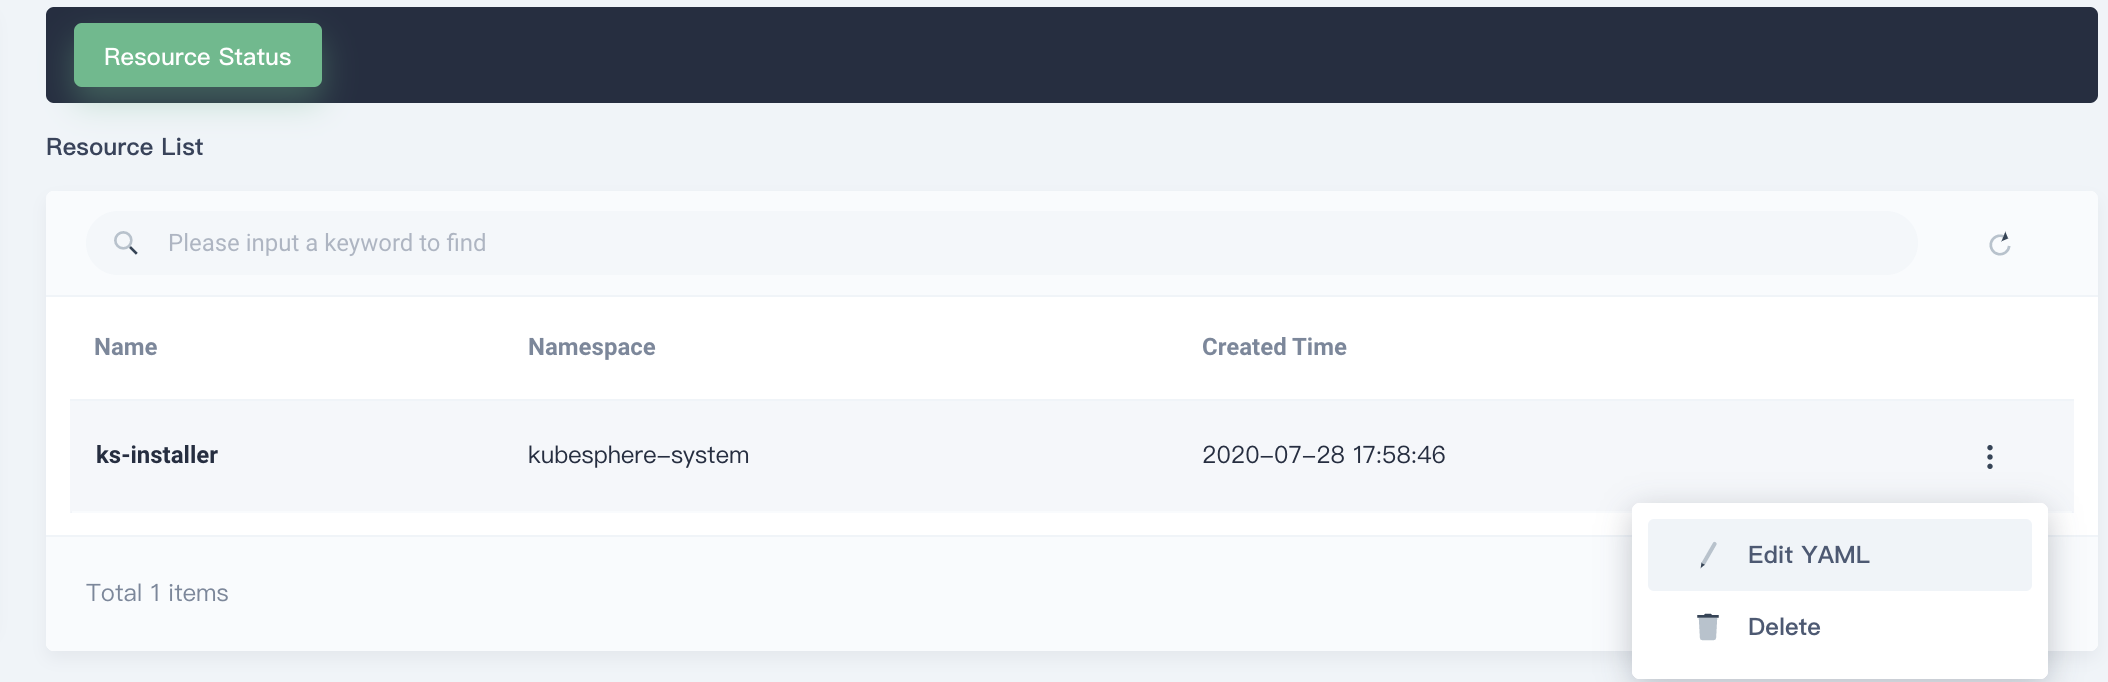 Resource Status
Resource List
Please input a keyword to find
Name Namespace Created Time
ks-installer kubesphere-system 2020-07-28 17:58:46
Edit YAML
Total 1 items
Delete